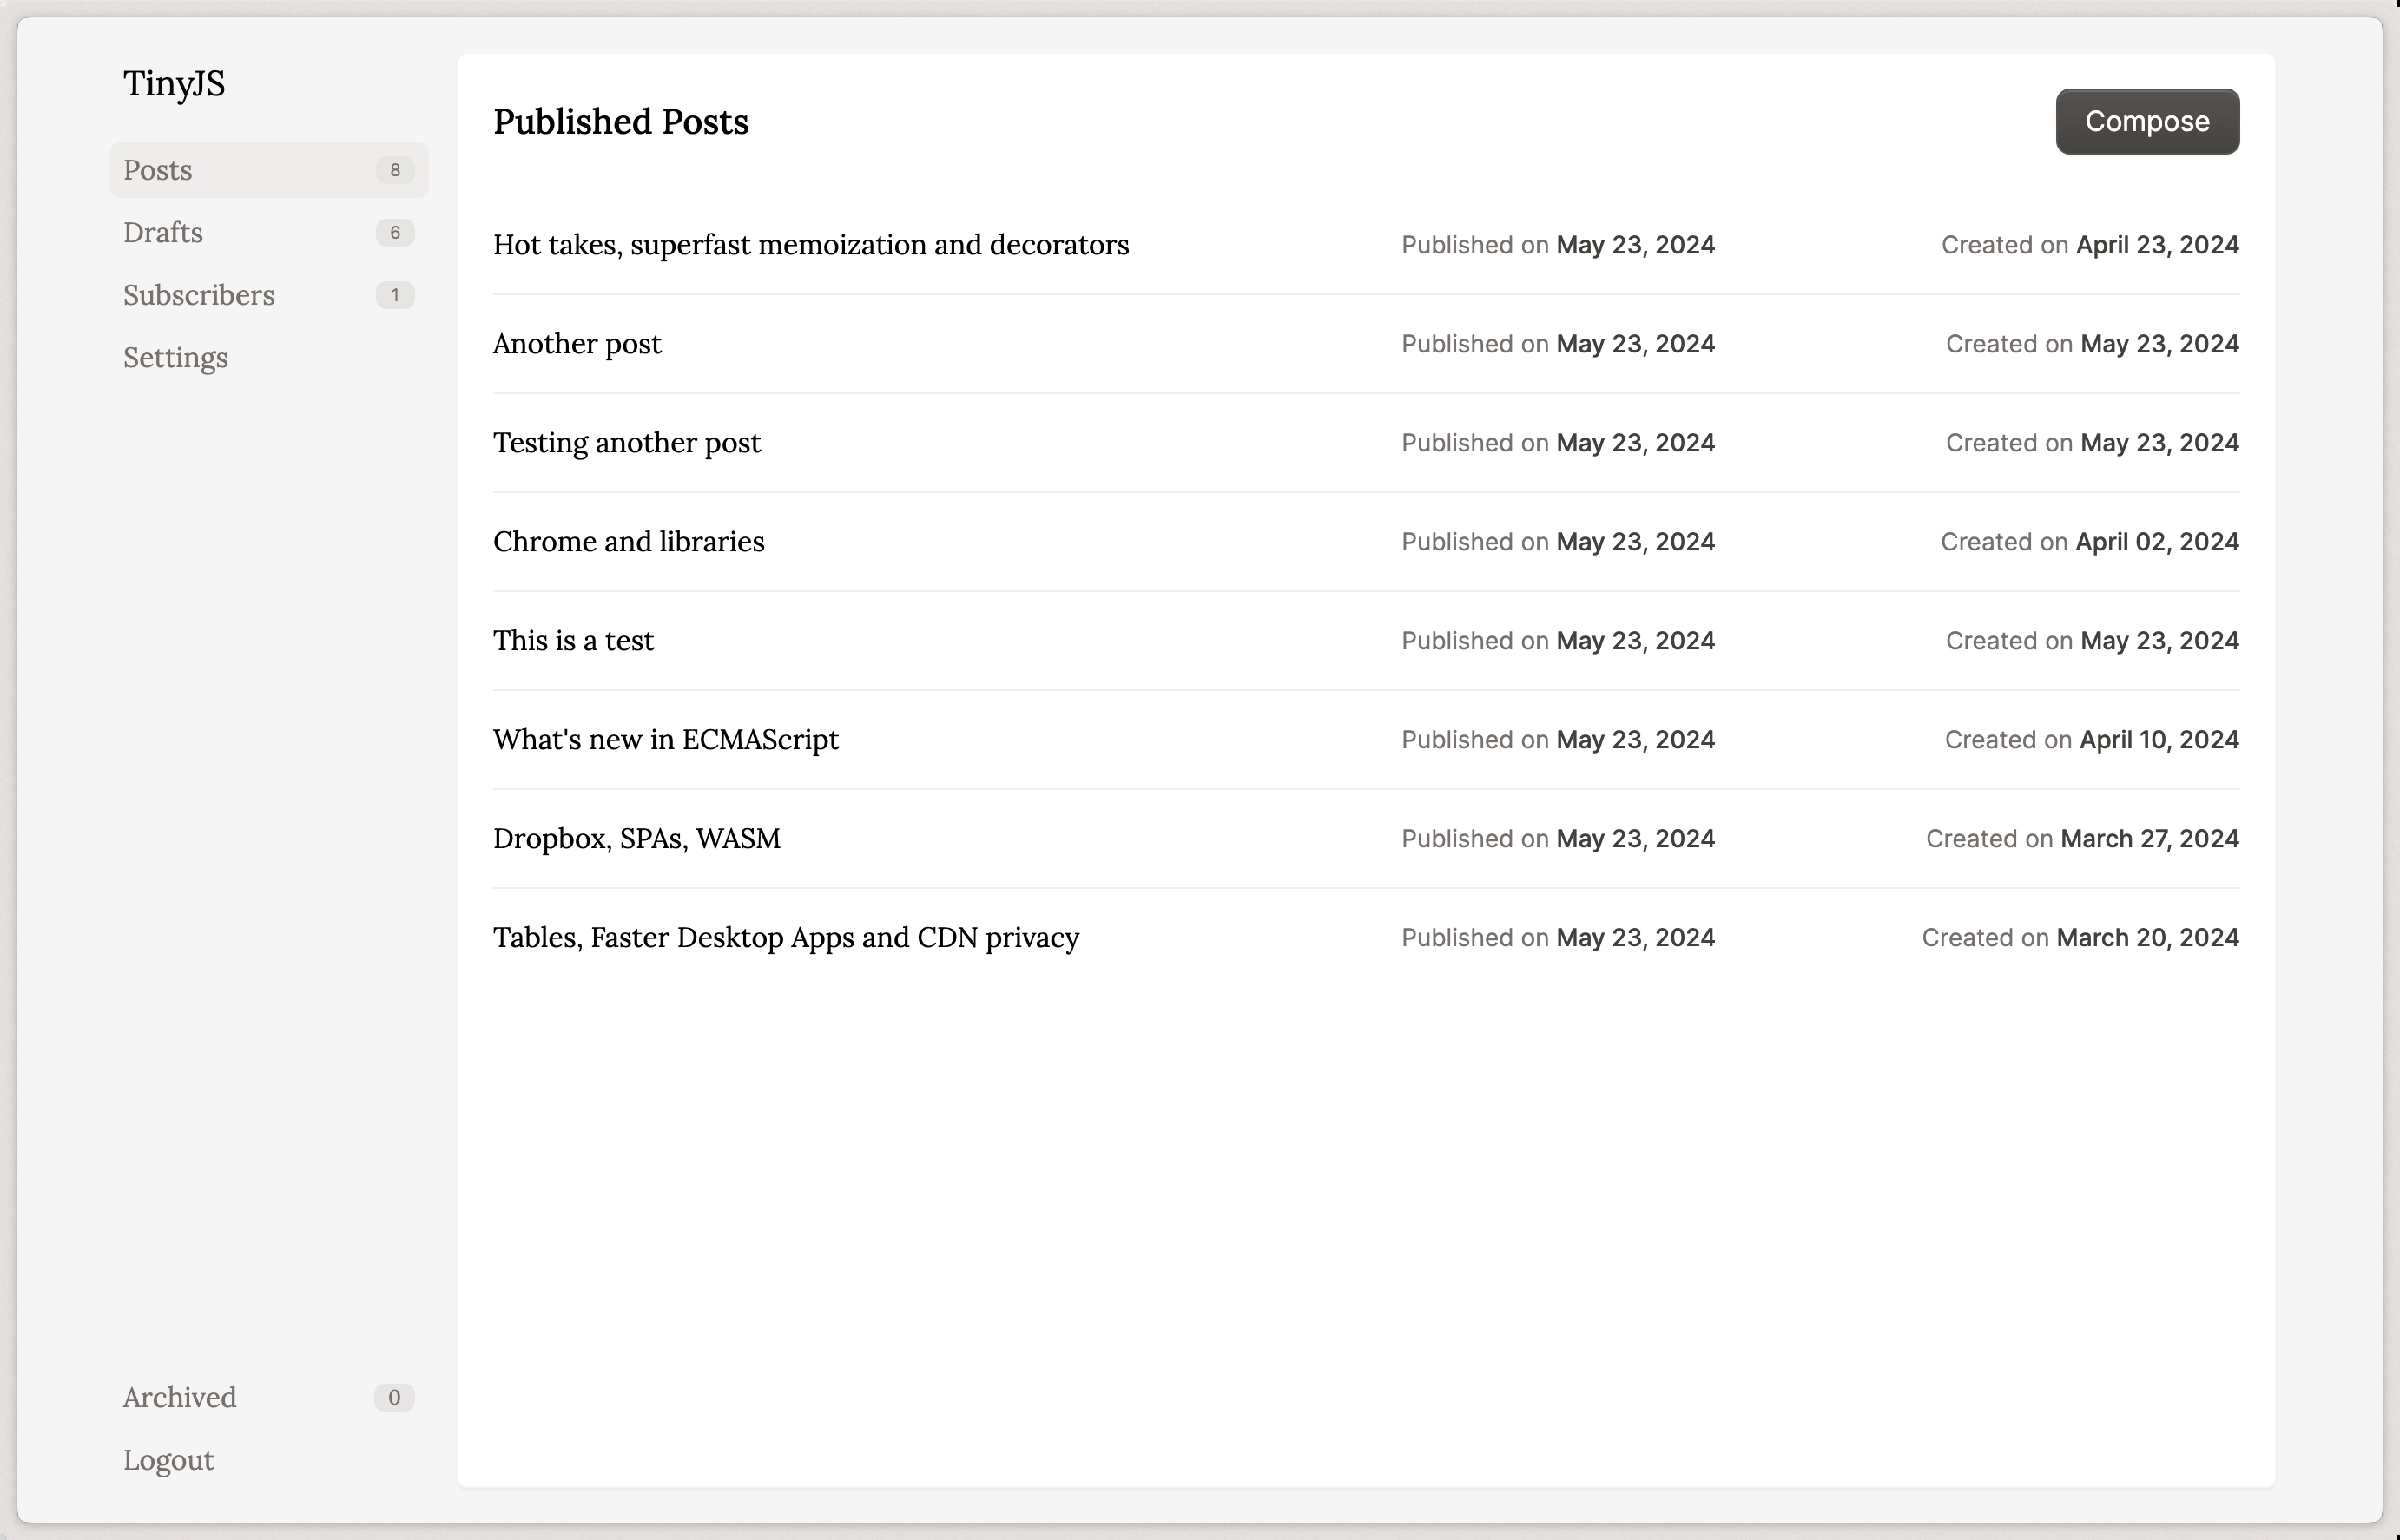 TinyJS
Posts 8
Drafts 6
Subscribers 1
Settings
Archived 0
Logout
Published Posts
Compose
Hot takes, superfast memoization and decorators Published on May 23, 2024 Created on April 23, 2024
Another post Published on May 23, 2024 Created on May 23, 2024
Testing another post Published on May 23, 2024 Created on May 23, 2024
Chrome and libraries Published on May 23, 2024 Created on April 02, 2024
This is a test Published on May 23, 2024 Created on May 23, 2024
What's new in ECMAScript Published on May 23, 2024 Created on April 10, 2024
Dropbox, SPAs, WASM Published on May 23, 2024 Created on March 27, 2024
Tables, Faster Desktop Apps and CDN privacy Published on May 23, 2024 Created on March 20, 2024